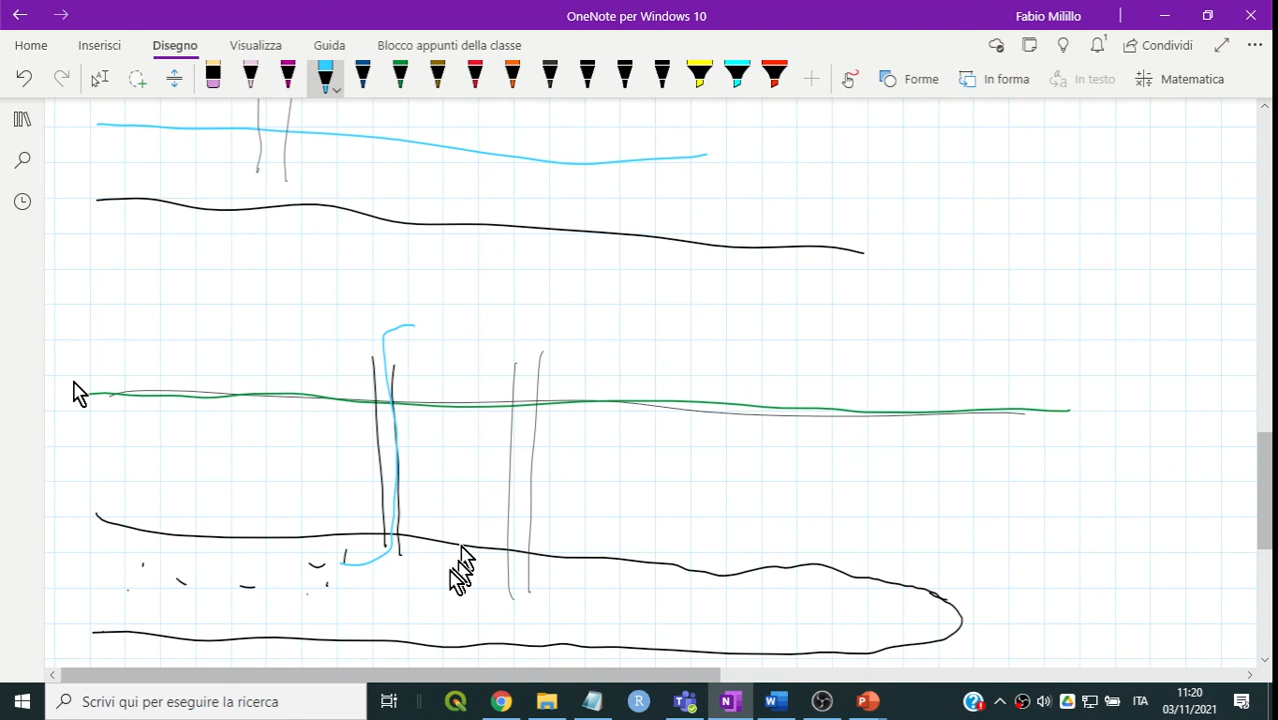 OneNote per Windows 10
Fabio Milillo
Home
Inserisci
Disegno
Visualizza
Guida
Blocco appunti della classe
Condividi
Forme
In forma
In testo
Matematica
Scrivi qui per eseguire la ricerca
ITA
11:20
03/11/2021